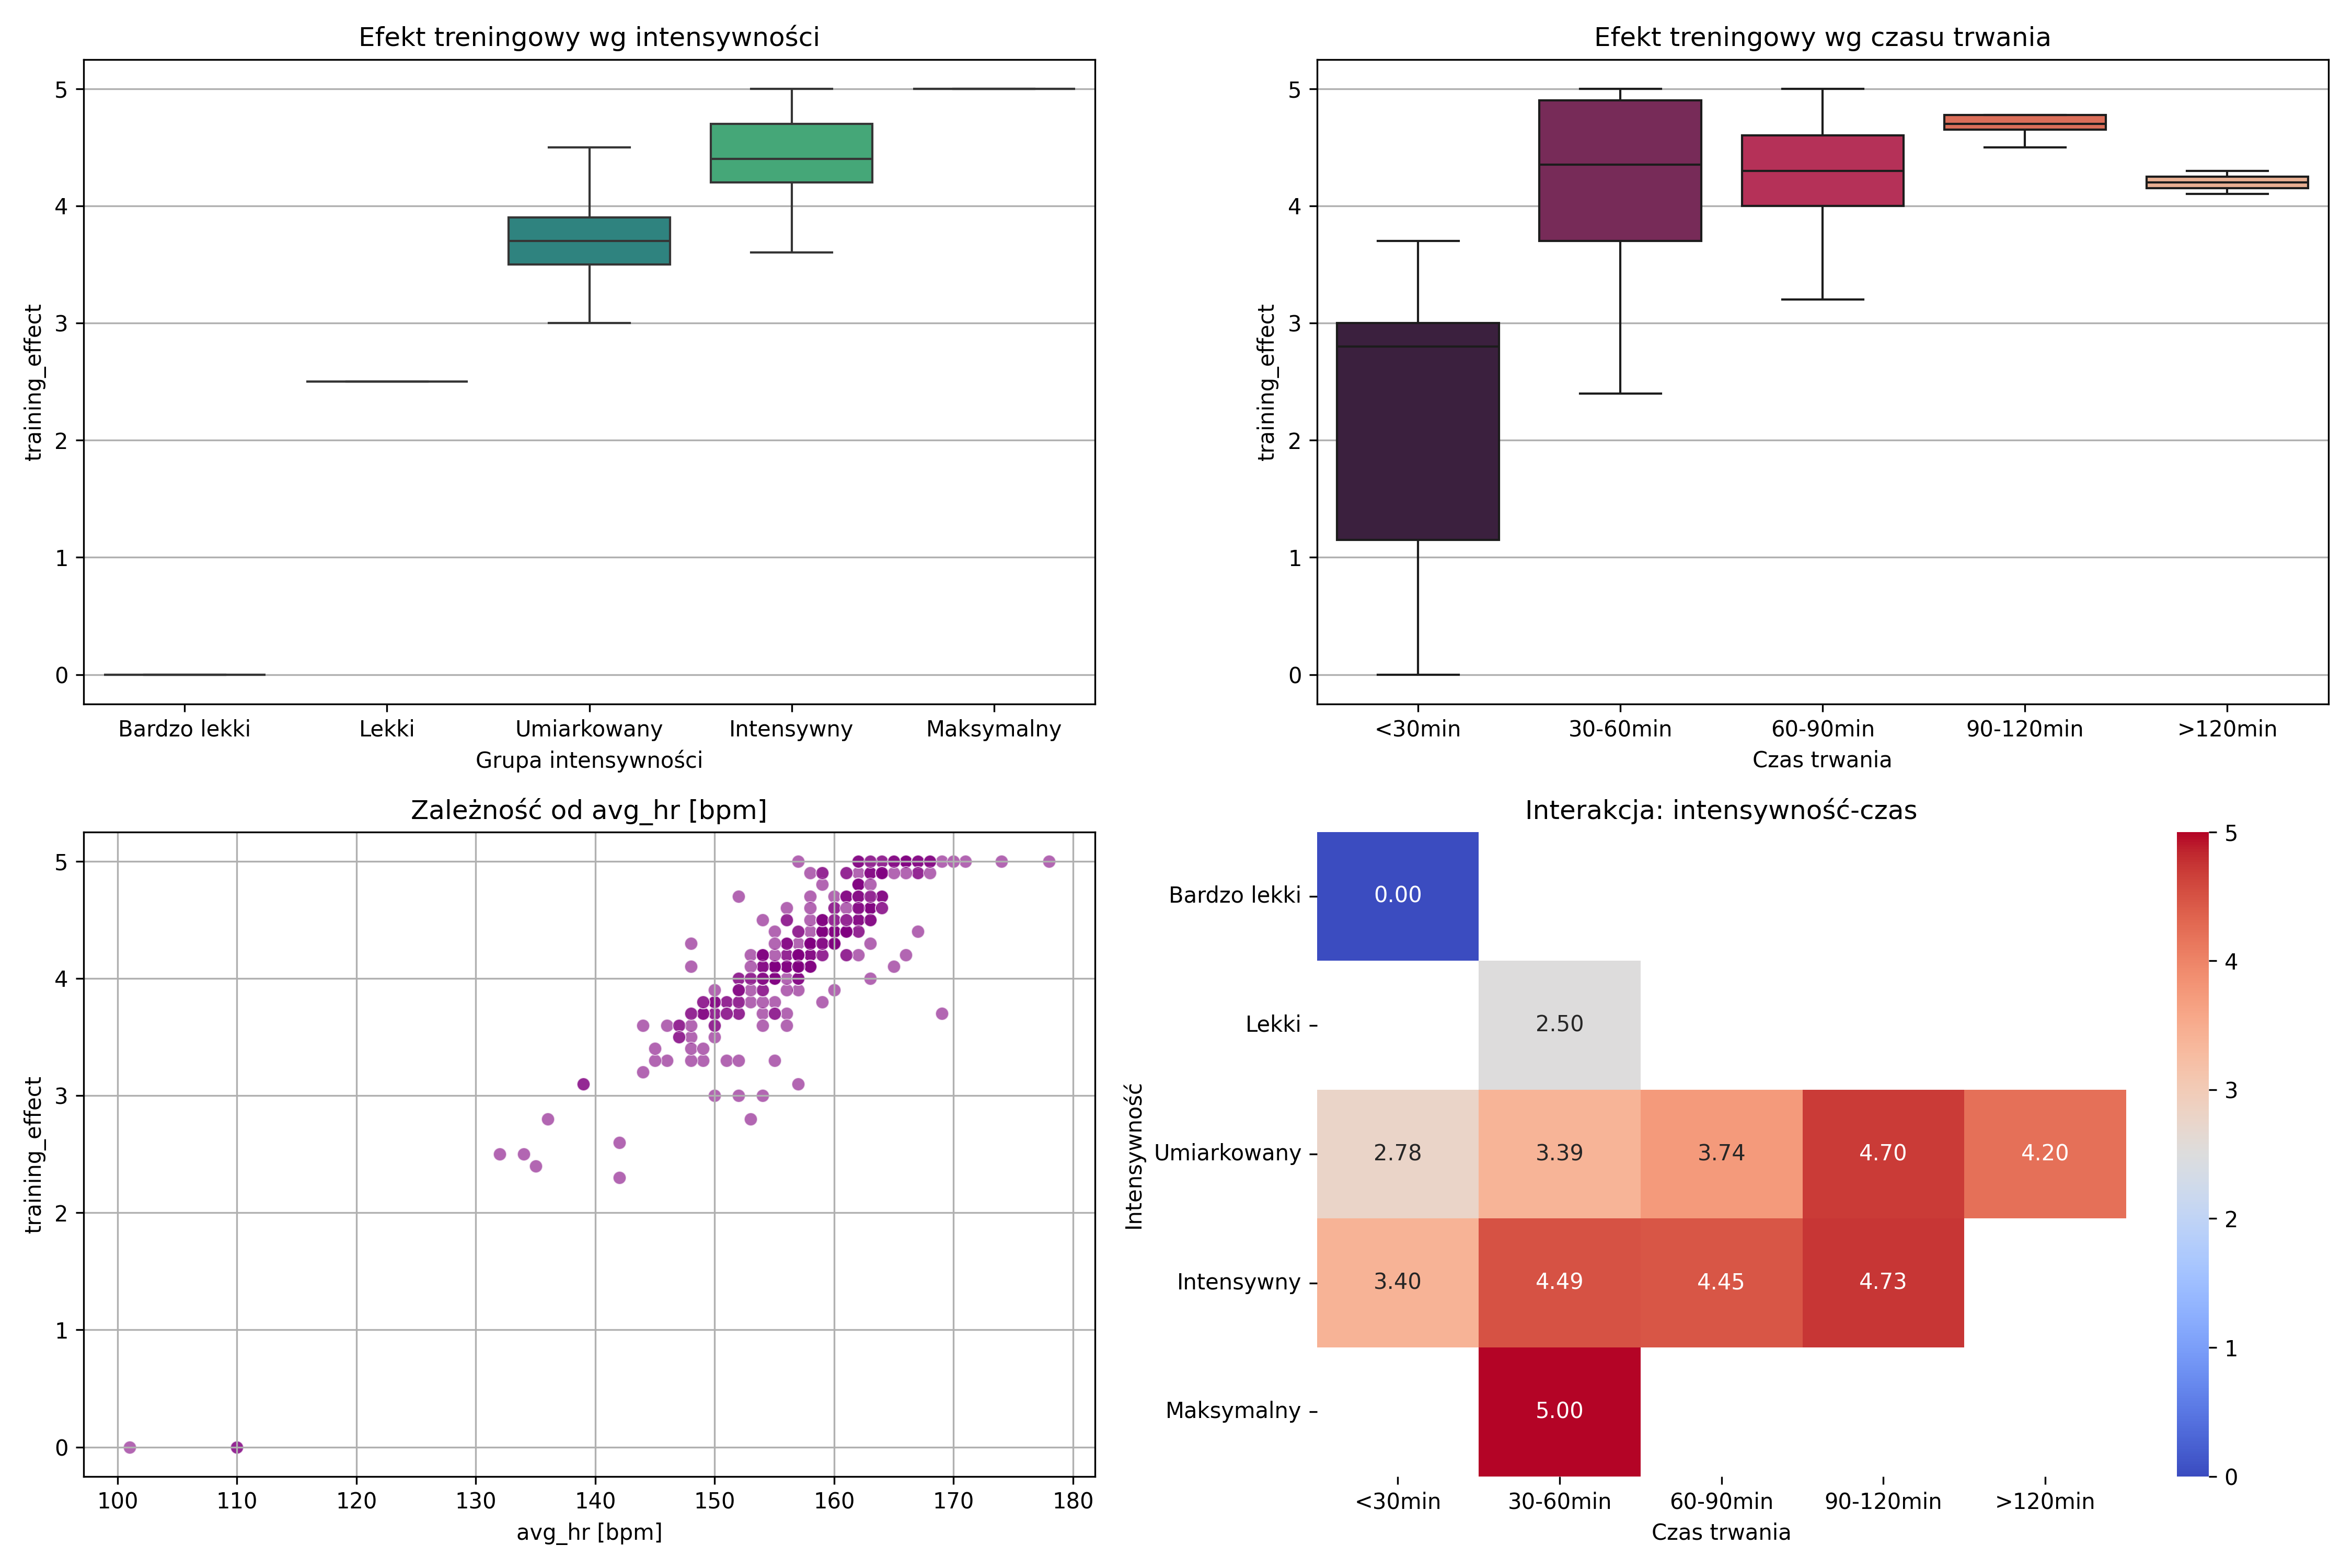 Efekt treningowy wg intensywności
training_effect
5
4
3
2
1
0
Bardzo lekki Lekki Umiarkowany Intensywny Maksymalny
Grupa intensywności
Efekt treningowy wg czasu trwania
training_effect
5
4
3
2
1
0
<30min 30-60min 60-90min 90-120min >120min
Czas trwania
Zależność od avg_hr [bpm]
training_effect
5
4
3
2
1
0
100 110 120 130 140 150 160 170 180
avg_hr [bpm]
Interakcja: intensywność-czas
Intensywność
Bardzo lekki 0.00
Lekki 2.50
Umiarkowany 2.78 3.39 3.74 4.70 4.20
Intensywny 3.40 4.49 4.45 4.73
Maksymalny 5.00
<30min 30-60min 60-90min 90-120min >120min
Czas trwania
5
4
3
2
1
0